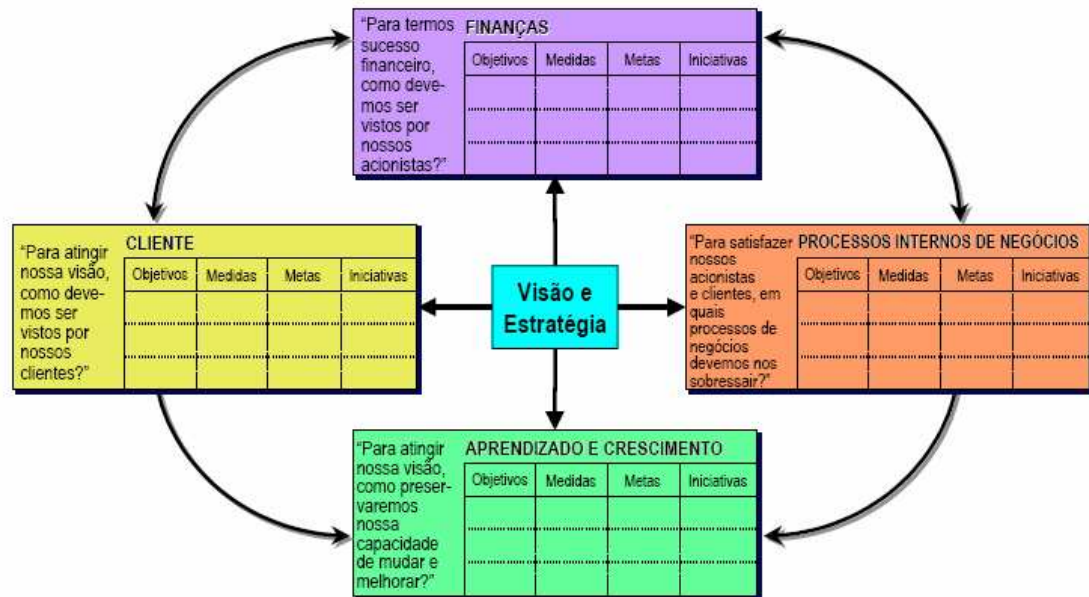 “Para termos
sucesso
financeiro,
como deve-
mos ser
vistos por
nossos
acionistas?”
FINANÇAS
Objetivos Medidas Metas Iniciativas
“Para atingir
nossa visão,
como deve-
mos ser
vistos por
nossos
clientes?”
CLIENTE
Objetivos Medidas Metas Iniciativas
Visão e
Estratégia
“Para satisfazer
nossos
acionistas
e clientes, em
quais
processos de
negócios
devemos nos
sobressair?”
PROCESSOS INTERNOS DE NEGÓCIOS
Objetivos Medidas Metas Iniciativas
“Para atingir
nossa visão,
como preser-
varemos
nossa
capacidade
de mudar e
melhorar?”
APRENDIZADO E CRESCIMENTO
Objetivos Medidas Metas Iniciativas